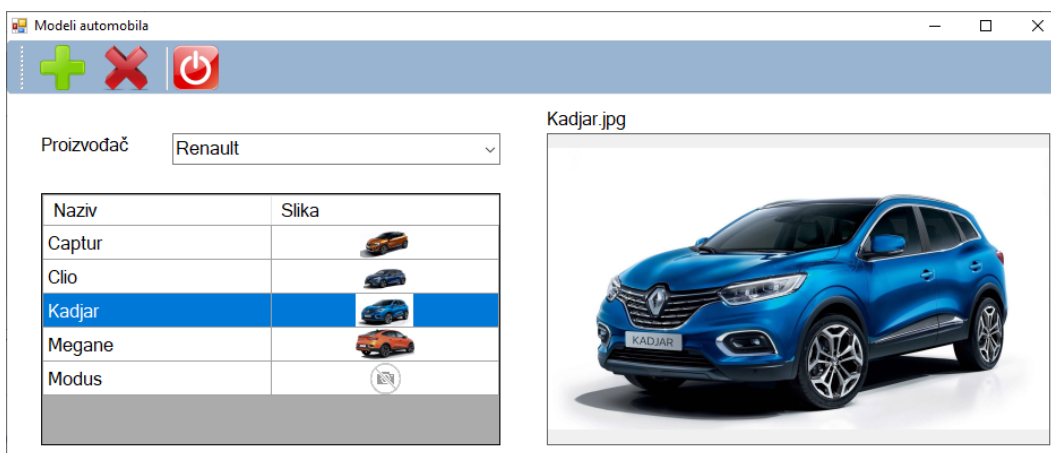 Modeli automobila
Proizvođač
Renault
Naziv Slika
Captur
Clio
Kadjar
Megane
Modus
Kadjar.jpg
KADJAR